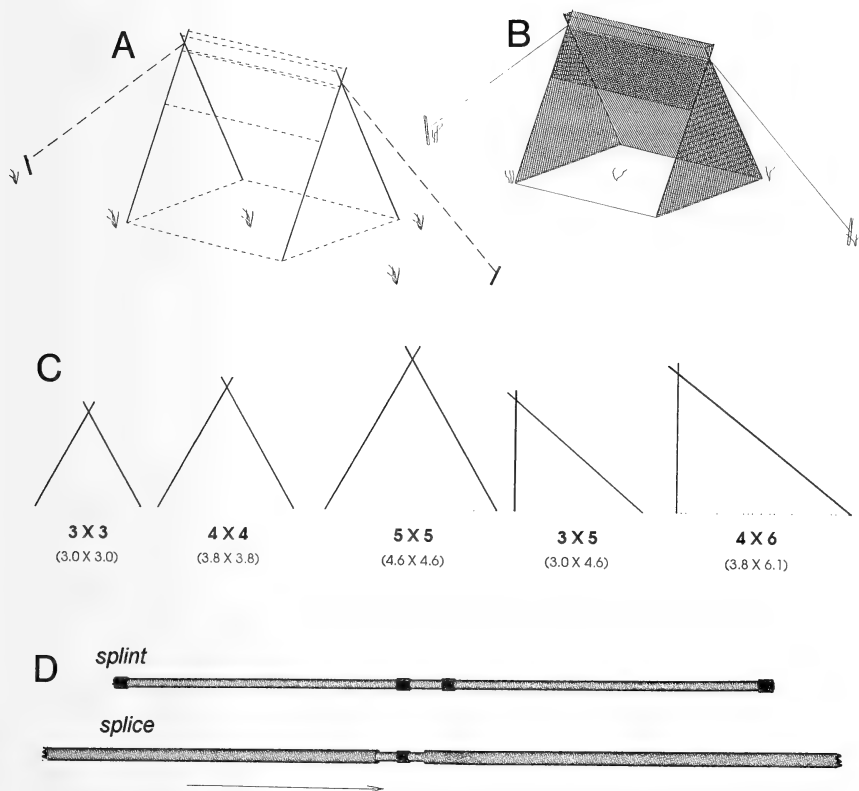 A
B
C
3 X 3
(3.0 X 3.0)
4 X 4
(3.8 X 3.8)
5 X 5
(4.6 X 4.6)
3 X 5
(3.0 X 4.6)
4 X 6
(3.8 X 6.1)
D
splint
splice